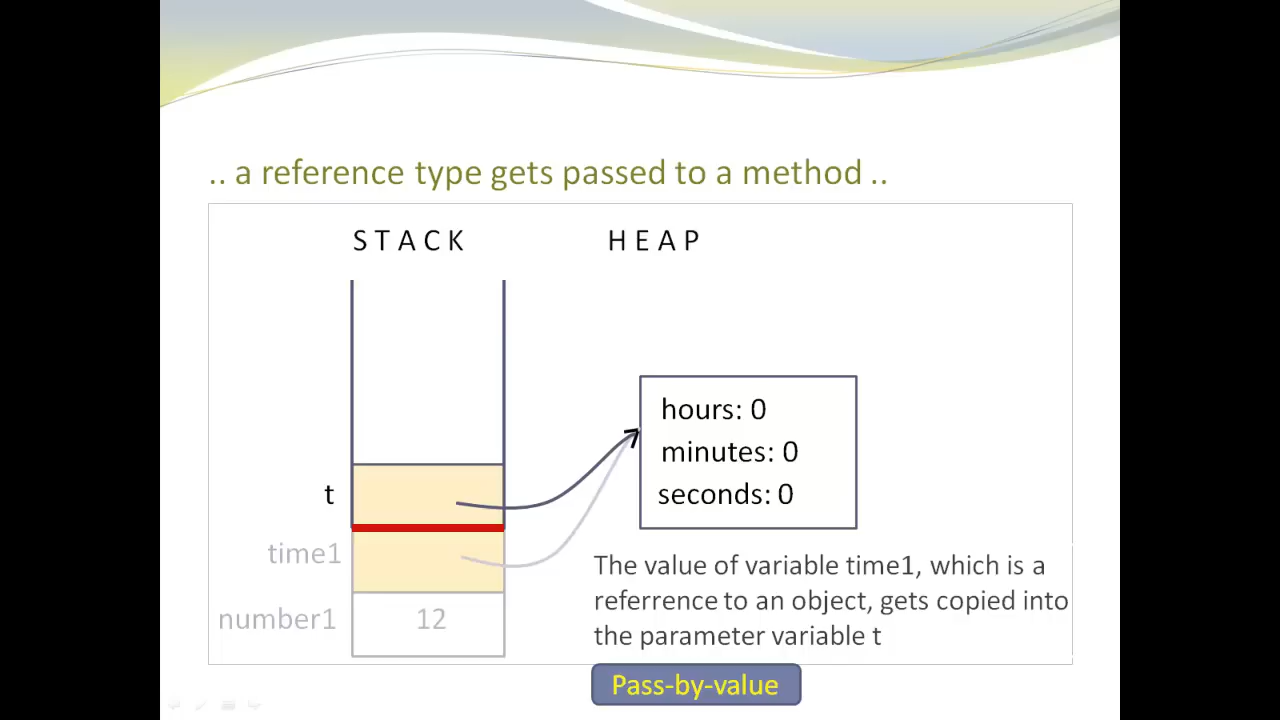 .. a reference type gets passed to a method ..
S T A C K
H E A P
hours: 0
minutes: 0
seconds: 0
t
time1
number1
12
The value of variable time1, which is a
referrence to an object, gets copied into
the parameter variable t
Pass-by-value